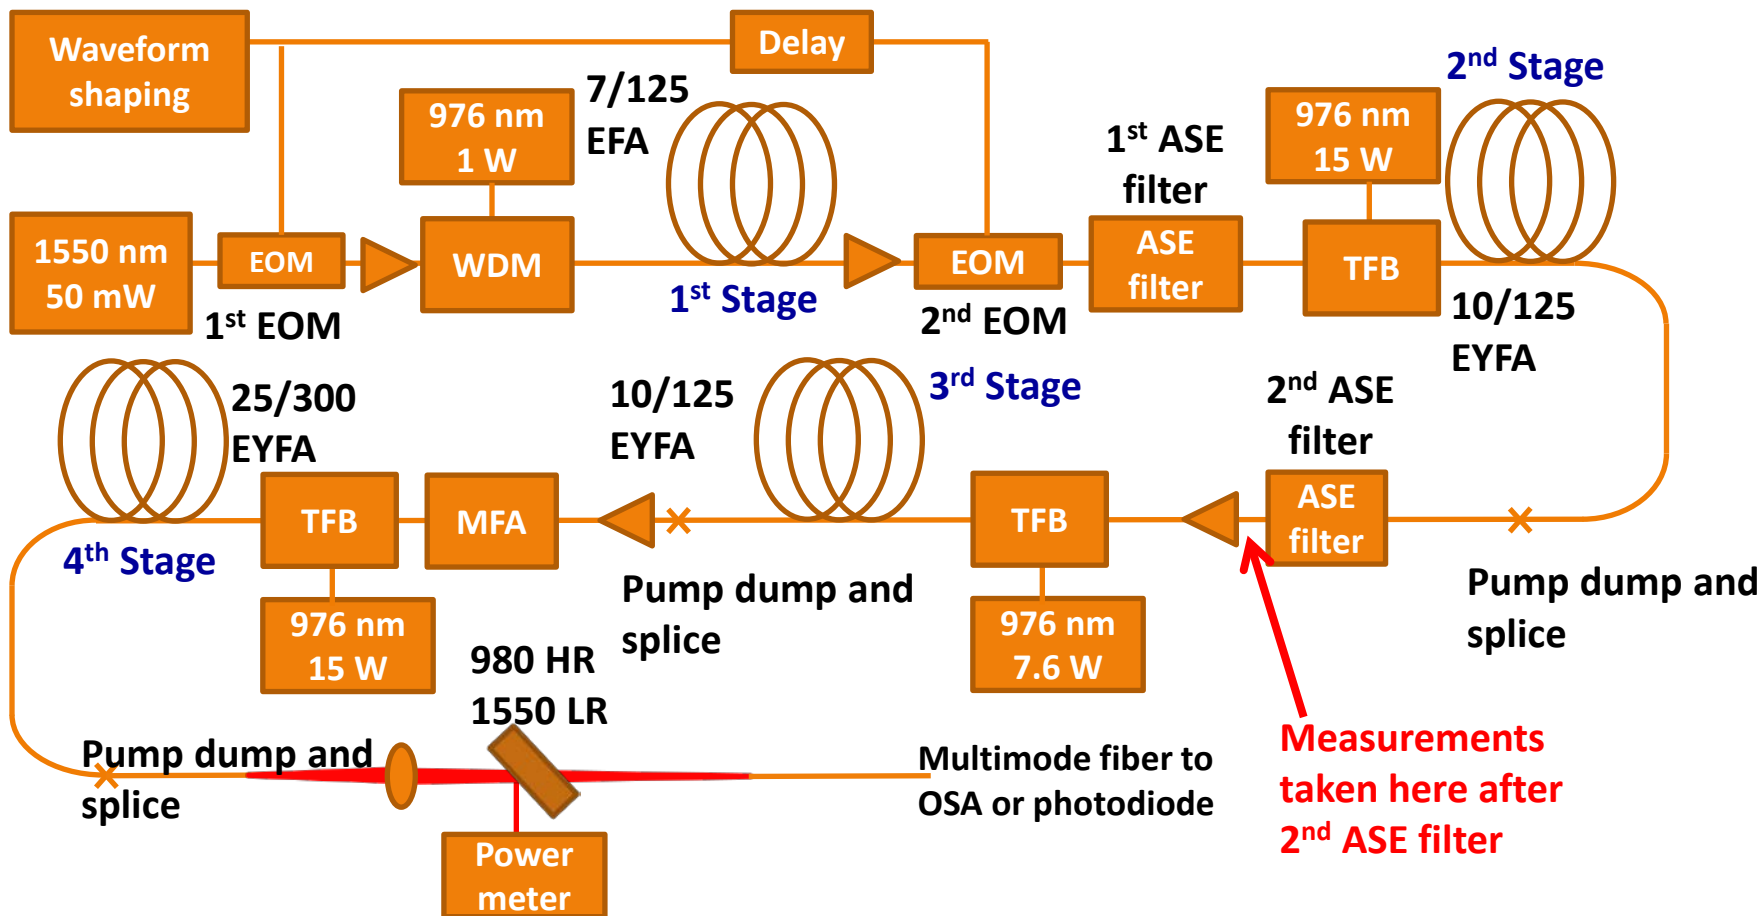 Waveform
shaping
Delay
2nd Stage
7/125
EFA
976 nm
1 W
976 nm
15 W
1st ASE
filter
1550 nm
50 mW
EOM
WDM
EOM
ASE
filter
TFB
1st EOM
1st Stage
2nd EOM
10/125
EYFA
25/300
EYFA
10/125
EYFA
3rd Stage
2nd ASE
filter
TFB
MFA
TFB
ASE
filter
4th Stage
976 nm
15 W
Pump dump and
splice
976 nm
7.6 W
Pump dump and
splice
980 HR
1550 LR
Pump dump and
splice
Multimode fiber to
OSA or photodiode
Measurements
taken here after
2nd ASE filter
Power
meter